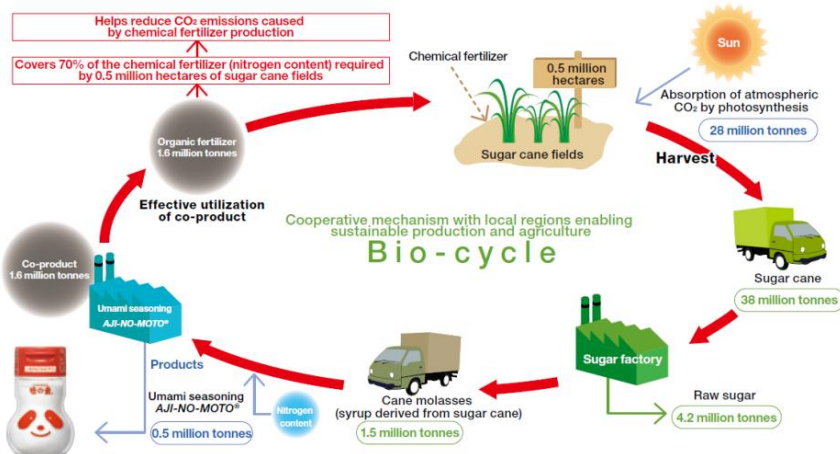 Helps reduce CO₂ emissions caused
by chemical fertilizer production
Covers 70% of the chemical fertilizer (nitrogen content) required
by 0.5 million hectares of sugar cane fields
Organic fertilizer
1.6 million tonnes
Effective utilization
of co-product
Chemical fertilizer
0.5 million
hectares
Sugar cane fields
Sun
Absorption of atmospheric
CO₂ by photosynthesis
28 million tonnes
Harvest
Cooperative mechanism with local regions enabling
sustainable production and agriculture
Bio-cycle
Sugar cane
38 million tonnes
Sugar factory
Raw sugar
4.2 million tonnes
Cane molasses
(syrup derived from sugar cane)
1.5 million tonnes
Nitrogen
content
Co-product
1.6 million tonnes
Umami seasoning
AJI-NO-MOTO®
Products
Umami seasoning
AJI-NO-MOTO®
0.5 million tonnes